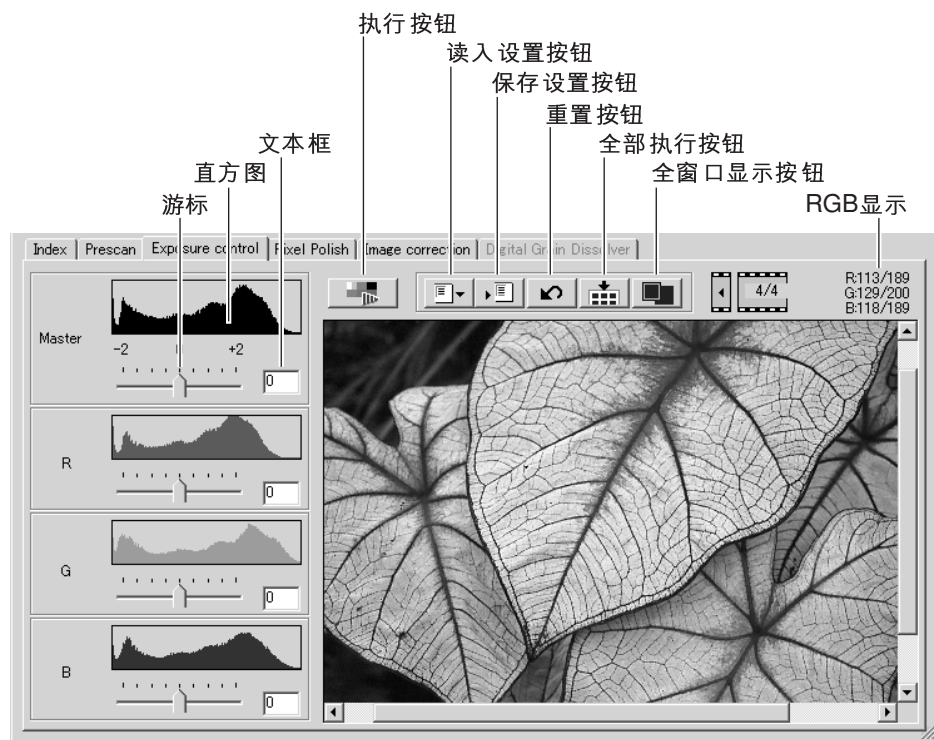 执行按钮
读入设置按钮
保存设置按钮
重置按钮
文本框
全部执行按钮
直方图
全窗口显示按钮
游标
RGB显示
Index Prescan Exposure control Pixel Polish Image correction Digital Grain Dissolver
4/4
R:113/189
G:129/200
B:118/189
Master
-2 0 +2
0
R
0
G
0
B
0